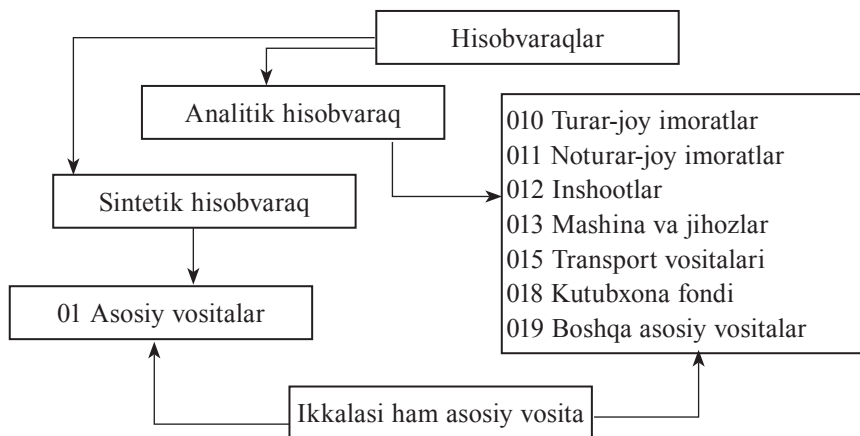 Hisobvaraqlar
Analitik hisobvaraq
Sintetik hisobvaraq
01 Asosiy vositalar
010 Turar-joy imoratlar
011 Noturar-joy imoratlar
012 Inshootlar
013 Mashina va jihozlar
015 Transport vositalari
018 Kutubxona fondi
019 Boshqa asosiy vositalar
Ikkalasi ham asosiy vosita